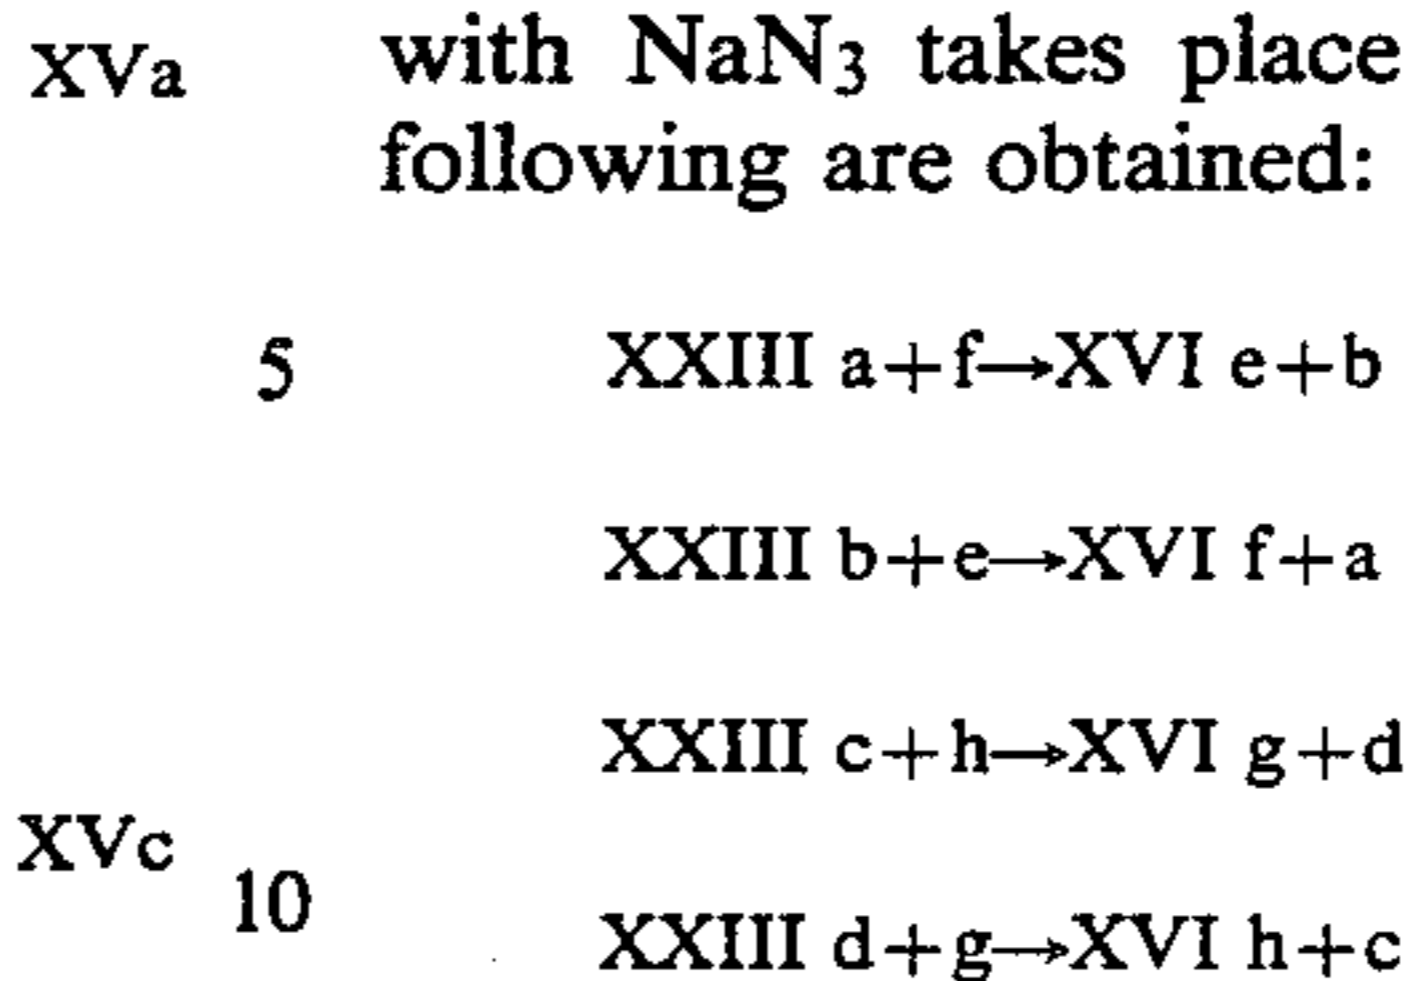 XVa with NaN3 takes place
following are obtained:
5 XXIII a+f→XVI e+b
XXIII b+e→XVI f+a
XXIII c+h→XVI g+d
XVc
10
XXIII d+g→XVI h+c